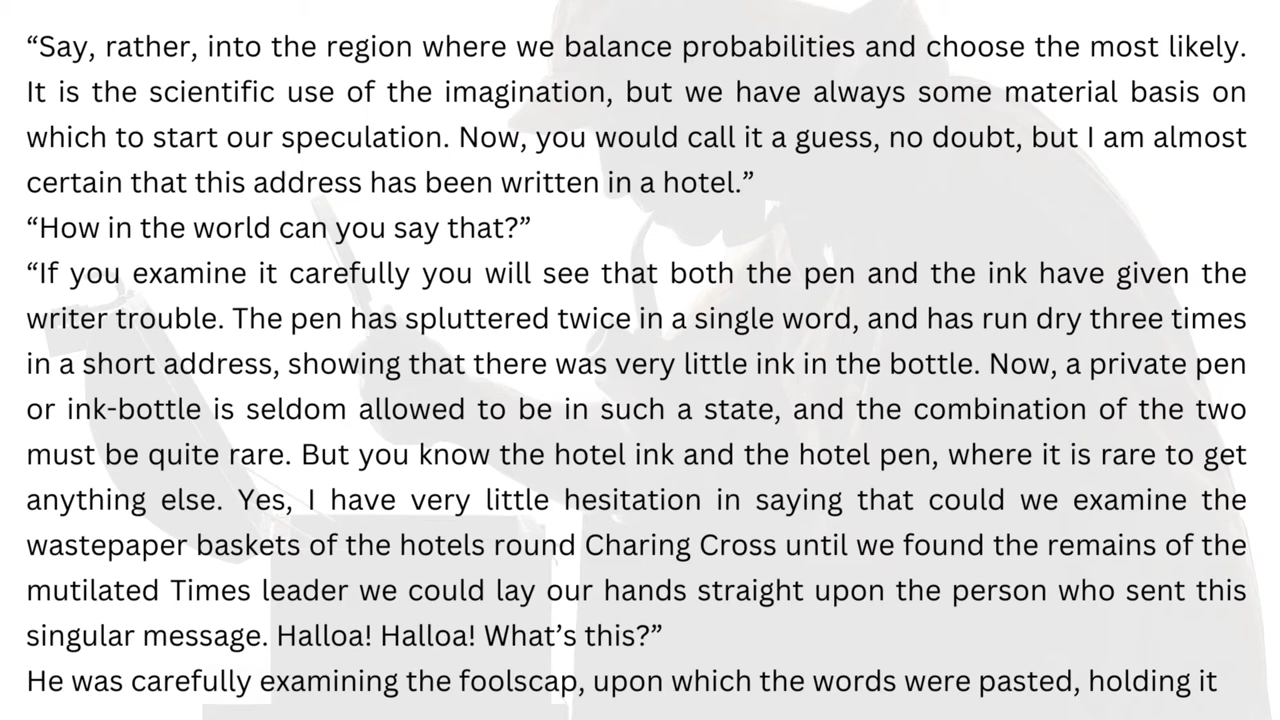 “Say, rather, into the region where we balance probabilities and choose the most likely.
It is the scientific use of the imagination, but we have always some material basis on
which to start our speculation. Now, you would call it a guess, no doubt, but I am almost
certain that this address has been written in a hotel.”
“How in the world can you say that?”
“If you examine it carefully you will see that both the pen and the ink have given the
writer trouble. The pen has spluttered twice in a single word, and has run dry three times
in a short address, showing that there was very little ink in the bottle. Now, a private pen
or ink-bottle is seldom allowed to be in such a state, and the combination of the two
must be quite rare. But you know the hotel ink and the hotel pen, where it is rare to get
anything else. Yes, I have very little hesitation in saying that could we examine the
wastepaper baskets of the hotels round Charing Cross until we found the remains of the
mutilated Times leader we could lay our hands straight upon the person who sent this
singular message. Halloa! Halloa! What’s this?”
He was carefully examining the foolscap, upon which the words were pasted, holding it